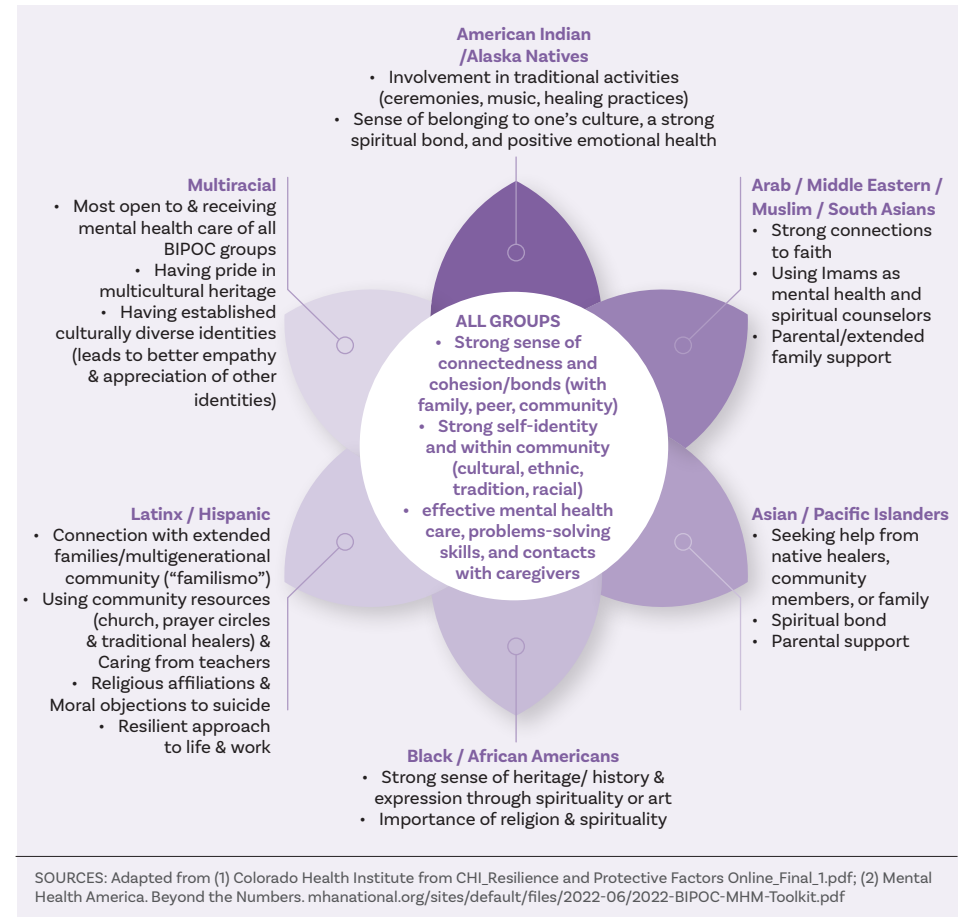 American Indian
/Alaska Natives
• Involvement in traditional activities
(ceremonies, music, healing practices)
• Sense of belonging to one's culture, a strong
spiritual bond, and positive emotional health
Multiracial
• Most open to & receiving
mental health care of all
BIPOC groups
• Having pride in
multicultural heritage
• Having established
culturally diverse identities
(leads to better empathy
& appreciation of other
identities)
Arab / Middle Eastern /
Muslim / South Asians
• Strong connections
to faith
• Using Imams as
mental health and
spiritual counselors
• Parental/extended
family support
ALL GROUPS
• Strong sense of
connectedness and
cohesion/bonds (with
family, peer, community)
• Strong self-identity
and within community
(cultural, ethnic,
tradition, racial)
• effective mental health
care, problems-solving
skills, and contacts
with caregivers
Latinx / Hispanic
• Connection with extended
families/multigenerational
community (“familismo”)
• Using community resources
(church, prayer circles
& traditional healers) &
Caring from teachers
• Religious affiliations &
Moral objections to suicide
• Resilient approach
to life & work
Asian / Pacific Islanders
• Seeking help from
native healers,
community
members, or family
• Spiritual bond
• Parental support
Black / African Americans
• Strong sense of heritage/ history &
expression through spirituality or art
• Importance of religion & spirituality
SOURCES: Adapted from (1) Colorado Health Institute from CHI_Resilience and Protective Factors Online_Final_1.pdf; (2) Mental
Health America. Beyond the Numbers. mhanational.org/sites/default/files/2022-06/2022-BIPOC-MHM-Toolkit.pdf